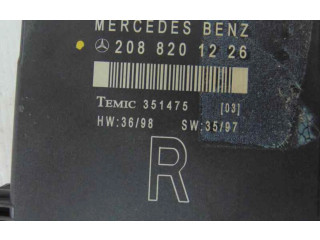 MERCEDES BENZ
208 820 12 26
TEMIC 351475 [03]
HW:36/98 SW:35/97
R